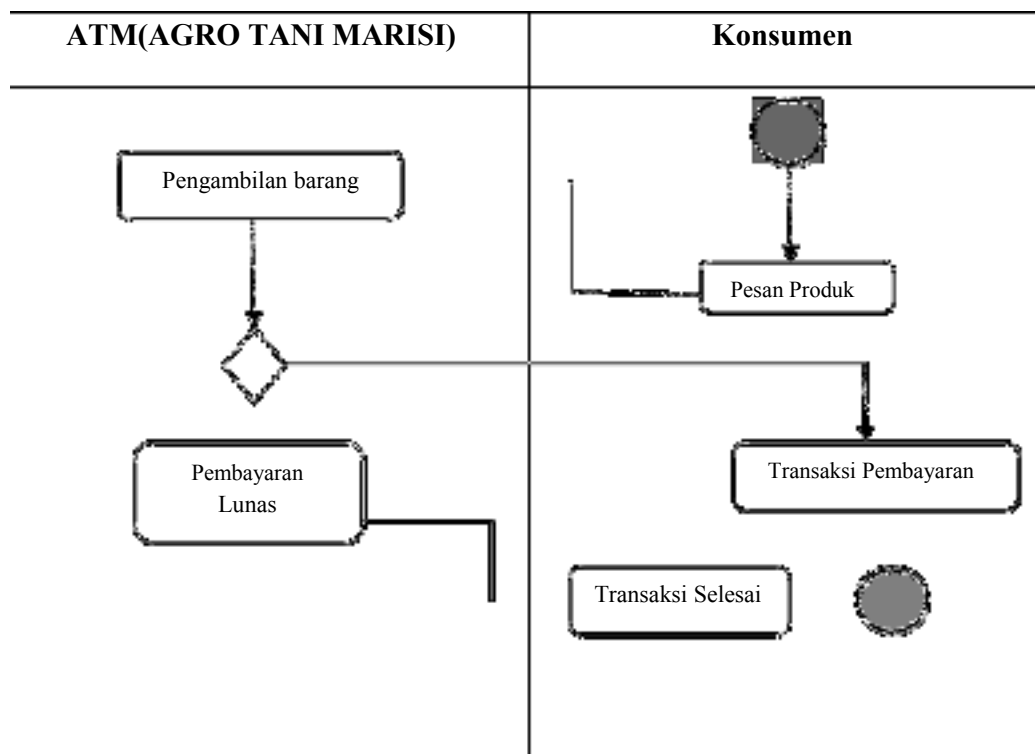 ATM(AGRO TANI MARISI)
Konsumen
Pengambilan barang
Pesan Produk
Pembayaran
Lunas
Transaksi Pembayaran
Transaksi Selesai